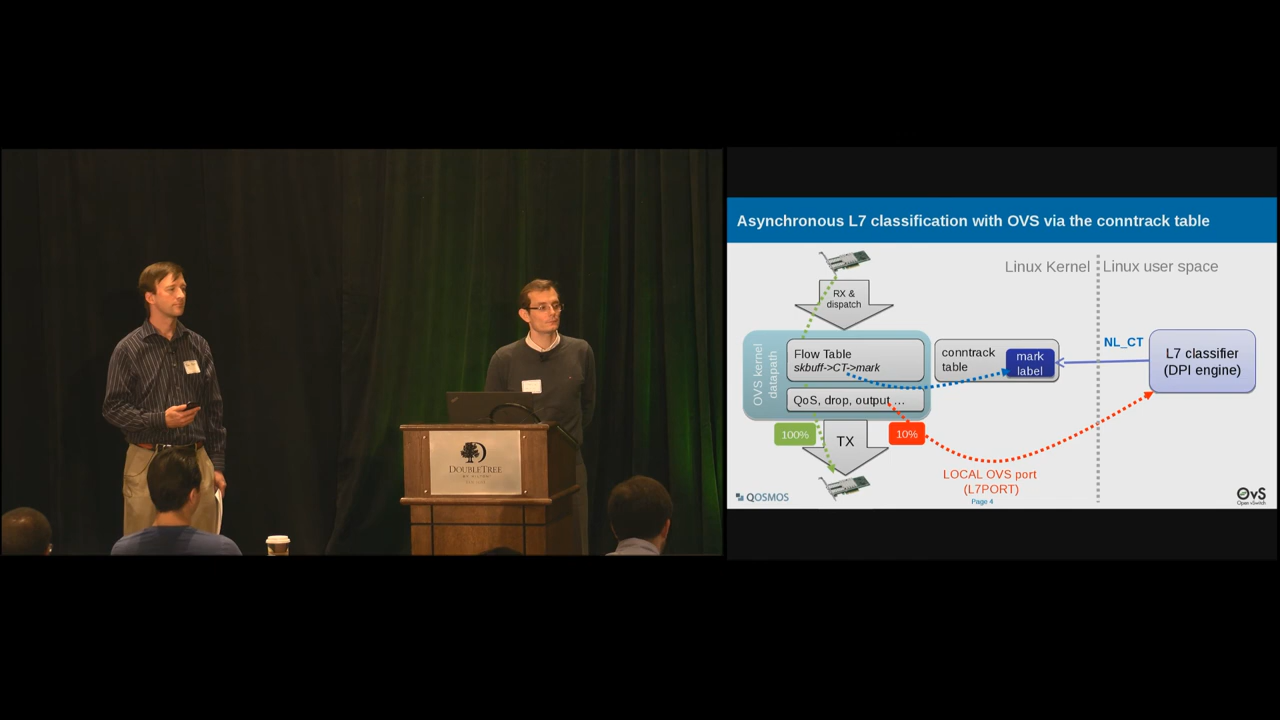 DOUBLETREE
Asynchronous L7 classification with OVS via the conntrack table
Linux Kernel
Linux user space
RX &
dispatch
OVS kernel
datapath
Flow Table
skbuff->CT->mark
conntrack
table
mark
label
NL_CT
L7 classifier
(DPI engine)
QoS, drop, output ...
100%
TX
10%
LOCAL OVS port
(L7PORT)
QOSMOS
Page 4
OvS
Open vSwitch